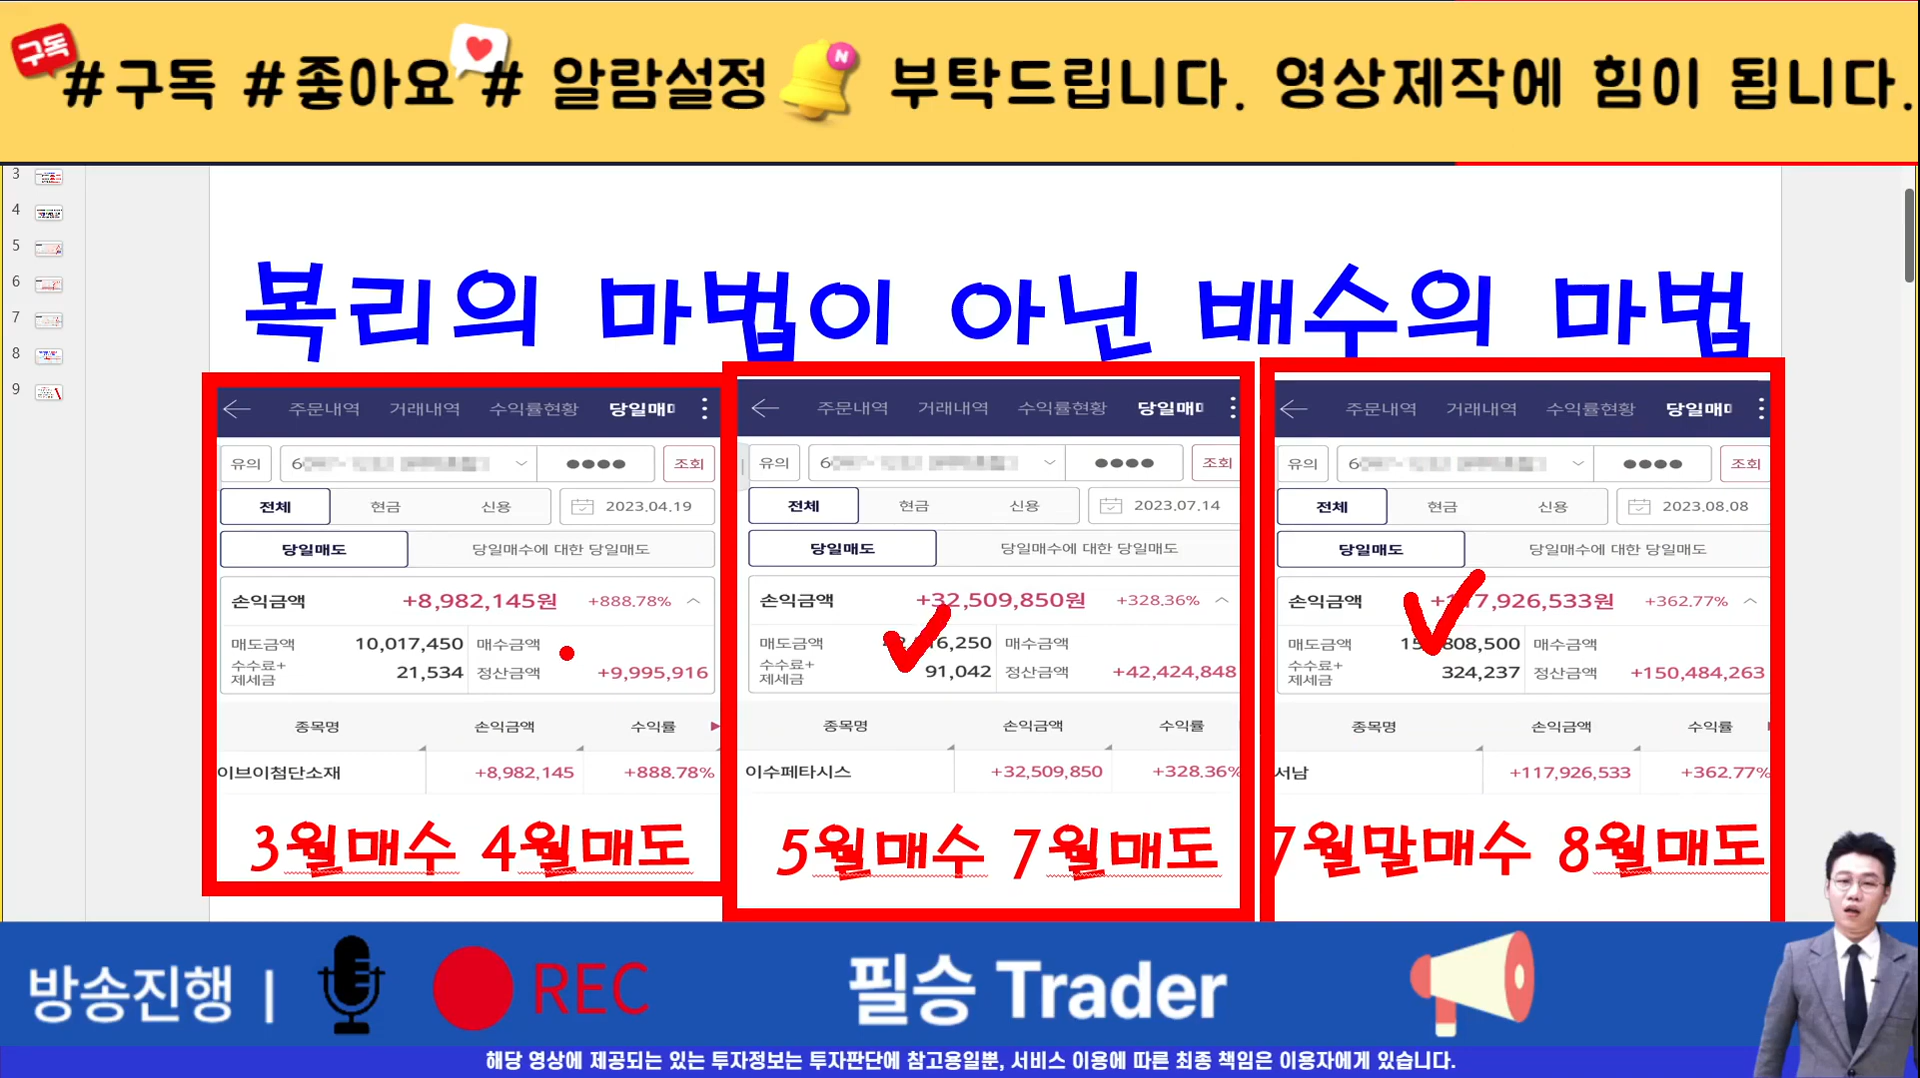 구독
#구독 #좋아요 # 알람설정 N 부탁드립니다. 영상제작에 힘이 됩니다.
3
4
5
6
7
8
9
복리의 마법이 아닌 배수의 마법
주문내역 거래내역 수익률현황 당일매
유의 6 ●●●● 조회
전체 현금 신용 2023.04.19
당일매도 당일매수에 대한 당일매도
손익금액 +8,982,145원 +888.78%
매도금액 10,017,450 매수금액
수수료+
제세금 21,534 정산금액 +9,995,916
종목명 손익금액 수익률
이브이첨단소재 +8,982,145 +888.78%
3월매수 4월매도
주문내역 거래내역 수익률현황 당일매
유의 6 ●●●● 조회
전체 현금 신용 2023.07.14
당일매도 당일매수에 대한 당일매도
손익금액 +32,509,850원 +328.36%
매도금액 6,250 매수금액
수수료+
제세금 91,042 정산금액 +42,424,848
종목명 손익금액 수익률
이수페타시스 +32,509,850 +328.36%
5월매수 7월매도
주문내역 거래내역 수익률현황 당일매
유의 6 ●●●● 조회
전체 현금 신용 2023.08.08
당일매도 당일매수에 대한 당일매도
손익금액 +117,926,533원 +362.77%
매도금액 808,500 매수금액
수수료+
제세금 324,237 정산금액 +150,484,263
종목명 손익금액 수익률
서남 +117,926,533 +362.77%
7월말매수 8월매도
방송진행 | REC 필승 Trader
해당 영상에 제공되는 있는 투자정보는 투자판단에 참고용일뿐, 서비스 이용에 따른 최종 책임은 이용자에게 있습니다.